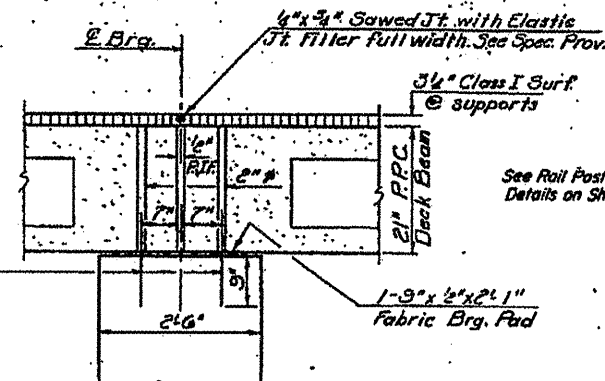 ¼" x ¾" Sawed Jt. with Elastic
Jt. Filler full width. See Spec. Prov.
℄ Brg.
3½" Class I Surf.
@ supports
½"
P.J.F.
2" ϕ
See Rail Post
Details on Sh
21" P.P.C.
Deck Beam
7" 7"
9"
1-9" x ½" x 2'-1"
Fabric Brg. Pad
2'-6"